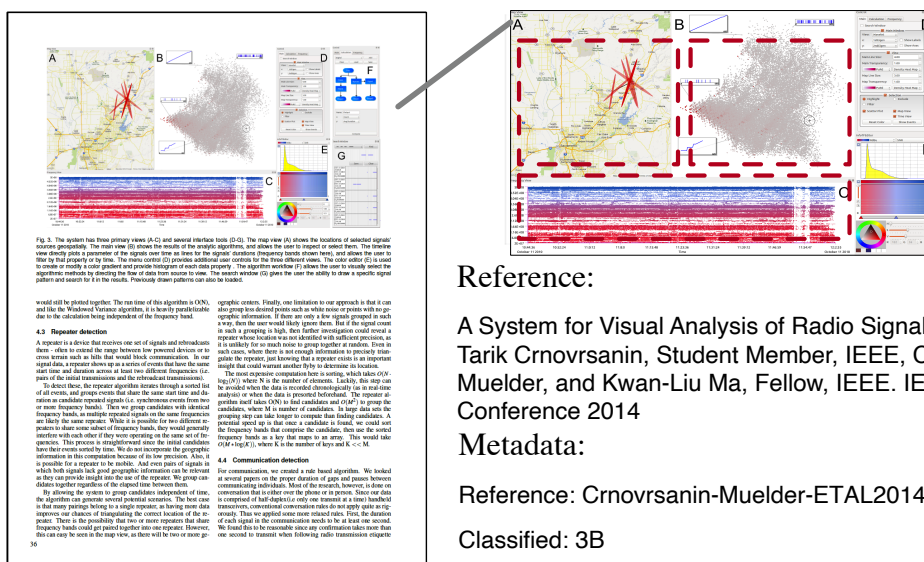 A
B
C
D
E
F
G
Fig. 3. The system has three primary views (A-C) and several interface tools (D-G). The map view (A) shows the locations of selected signals'
sources geospatially. The main view (B) shows the results of the analytic algorithms, and allows the user to inspect or select them. The timeline
view directly plots a parameter of the signals over time as lines for the signals' durations (frequency bands shown here), and allows the user to
filter by that property or by time. The menu control (D) provides additional user controls for the three different views. The color editor (E) is used
to create or modify a color gradient and provide histogram of each data property . The algorithm workflow (F) allows the user to visually select the
algorithmic methods by directing the flow of data from source to view. The search window (G) gives the user the ability to draw a specific signal
pattern and search for it in the results. Previously drawn patterns can also be loaded.
would still be plotted together. The run time of this algorithm is O(N),
and like the Windowed Variance algorithm, it is heavily parallelizable
due to the calculation being independent of the frequency band.
4.3 Repeater detection
A repeater is a device that receives one set of signals and rebroadcasts
them - often to extend the range between low powered devices or to
cross terrain such as hills that would block communication. In our
signal data, a repeater shows up as a series of events that have the same
start time and duration across at least two different frequencies (i.e.
pairs of the initial transmissions and the rebroadcast transmissions).
To detect these, the repeater algorithm iterates through a sorted list
of all events, and groups events that share the same start time and du-
ration as candidate repeated signals (i.e. synchronous events from two
or more frequency bands). Then we group candidates with identical
frequency bands, as multiple repeated signals on the same frequencies
are likely the same repeater. While it is possible for two different re-
peaters to share some subset of frequency bands, they would generally
interfere with each other if they were operating on the same set of fre-
quencies. This process is straightforward since the initial candidates
have their events sorted by time. We do not incorporate the geographic
information in this computation because of its low precision. Also, it
is possible for a repeater to be mobile. And even pairs of signals in
which both signals lack good geographic information can be relevant
as they can provide insight into the use of the repeater. We group can-
didates together regardless of the elapsed time between them.
By allowing the system to group candidates independent of time,
the algorithm can generate several potential scenarios. The best case
is that many pairings belong to a single repeater, as having more data
improves our chances of triangulating the correct location of the re-
peater. There is the possibility that two or more repeaters that share
frequency bands could get paired together into one repeater. However,
this can easy be seen in the map view, as there will be two or more ge-
36
ographic centers. Finally, one limitation to our approach is that it can
also group less desired points such as white noise or points with no ge-
ographic information. If there are only a few signals grouped in such
a way, then the user would likely ignore them. But if the signal count
in such a grouping is high, then further investigation could reveal a
repeater whose location was not identified with sufficient precision, as
it is unlikely for so much noise to group together at random. Even in
such cases, where there is not enough information to precisely trian-
gulate the repeater, just knowing that a repeater exists is an important
insight that could warrant another flyby to determine its location.
The most expensive computation here is sorting, which takes O(N·
log₂(N)) where N is the number of elements. Luckily, this step can
be avoided when the data is recorded chronologically (as in real-time
analysis) or when the data is presorted beforehand. The repeater al-
gorithm itself takes O(N) to find candidates and O(M²) to group the
candidates, where M is number of candidates. In large data sets the
grouping step can take longer to compute than finding candidates. A
potential speed up is that once a candidate is found, we could sort
the frequency bands that comprise the candidate, then use the sorted
frequency bands as a key that maps to an array. This would take
O(M * log(K)), where K is the number of keys and K << M.
4.4 Communication detection
For communication, we created a rule based algorithm. We looked
at several papers on the proper duration of gaps and pauses between
communicating individuals. Most of the research, however, is done on
conversation that is either over the phone or in person. Since our data
is comprised of half-duplex(i.e only one transmit at a time) handheld
transceivers, conventional conversation rules do not apply quite as rig-
orously. Thus we applied some more relaxed rules. First, the duration
of each signal in the communication needs to be at least one second.
We found this to be reasonable since any confirmation takes more than
one second to transmit when following radio transmission etiquette
A
B
C
Reference:
A System for Visual Analysis of Radio Signal
Tarik Crnovrsanin, Student Member, IEEE, C
Muelder, and Kwan-Liu Ma, Fellow, IEEE. IE
Conference 2014
Metadata:
Reference: Crnovrsanin-Muelder-ETAL2014
Classified: 3B